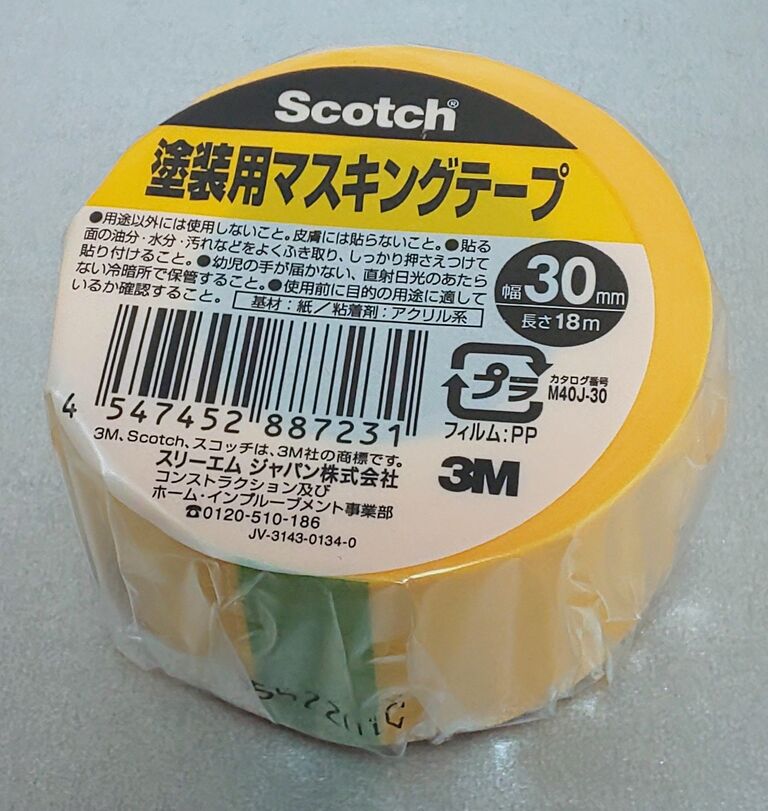 Scotch®
塗装用マスキングテープ
●用途以外には使用しないこと。皮膚には貼らないこと。●貼る
面の油分・水分・汚れなどをよくふき取り、しっかり押さえつけて
貼り付けること。●幼児の手が届かない、直射日光のあたら
ない冷暗所で保管すること。●使用前に目的の用途に適して
いるか確認すること。
基材:紙/粘着剤:アクリル系
幅30mm
長さ18m
プラ
フィルム:PP
カタログ番号
M40J-30
4 547452 887231
3M、Scotch、スコッチは、3M社の商標です。
スリーエム ジャパン株式会社
コンストラクション及び
ホーム・インプルーブメント事業部
☎0120-510-186
JV-3143-0134-0
3M